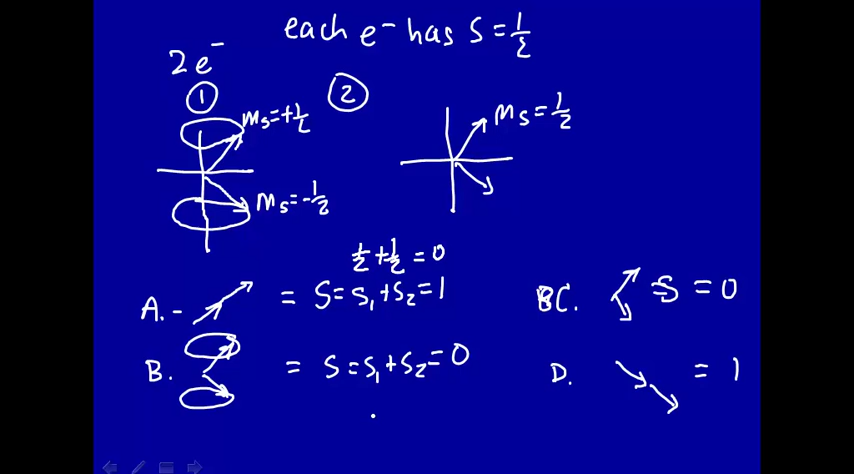 each e⁻ has S = 1/2
2e⁻
① ②
mₛ=+1/2
mₛ=-1/2
mₛ=1/2
1/2 + 1/2 = 0
A. - = S = s₁ + s₂ = 1
B. = S = s₁ + s₂ = 0
C. S = 0
D. = 1